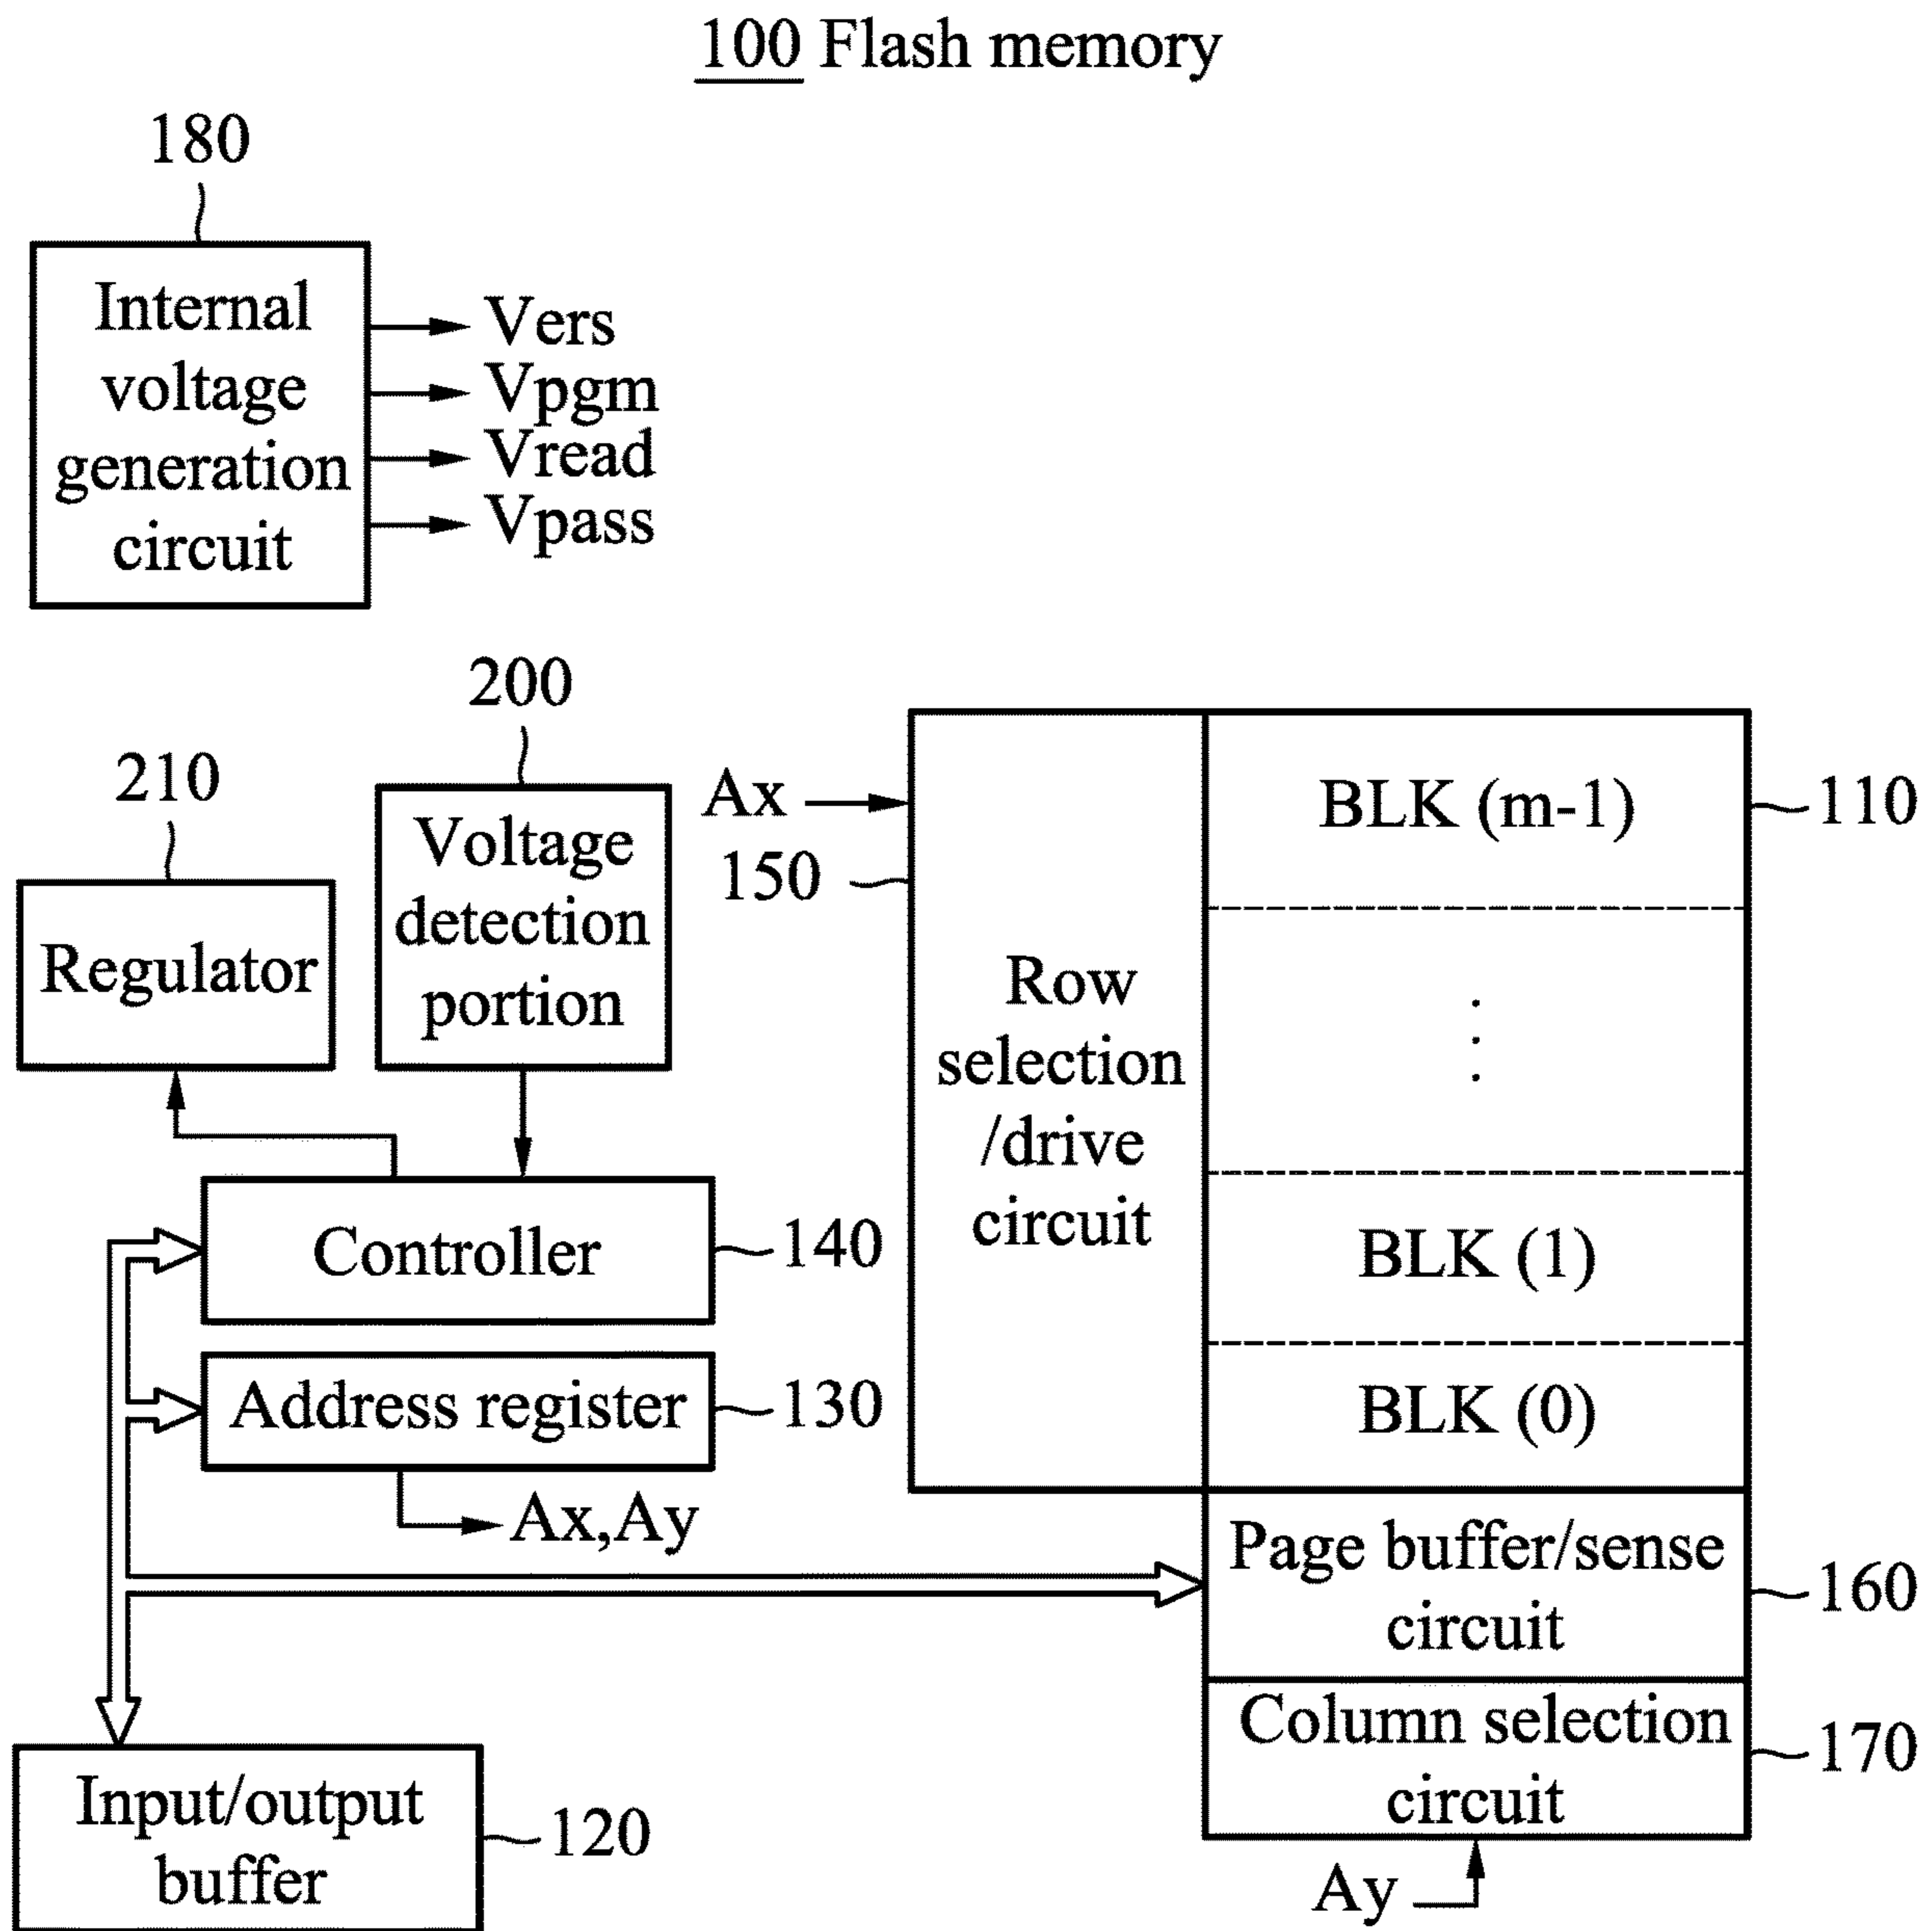 100 Flash memory
180
Internal
voltage
generation
circuit
Vers
Vpgm
Vread
Vpass
200
210
Voltage
detection
portion
Regulator
Controller
140
Address register
130
Ax,Ay
Input/output
buffer
120
Ax
150
Row
selection
/drive
circuit
BLK (m-1)
110
⋮
BLK (1)
BLK (0)
Page buffer/sense
circuit
160
Column selection
circuit
170
Ay